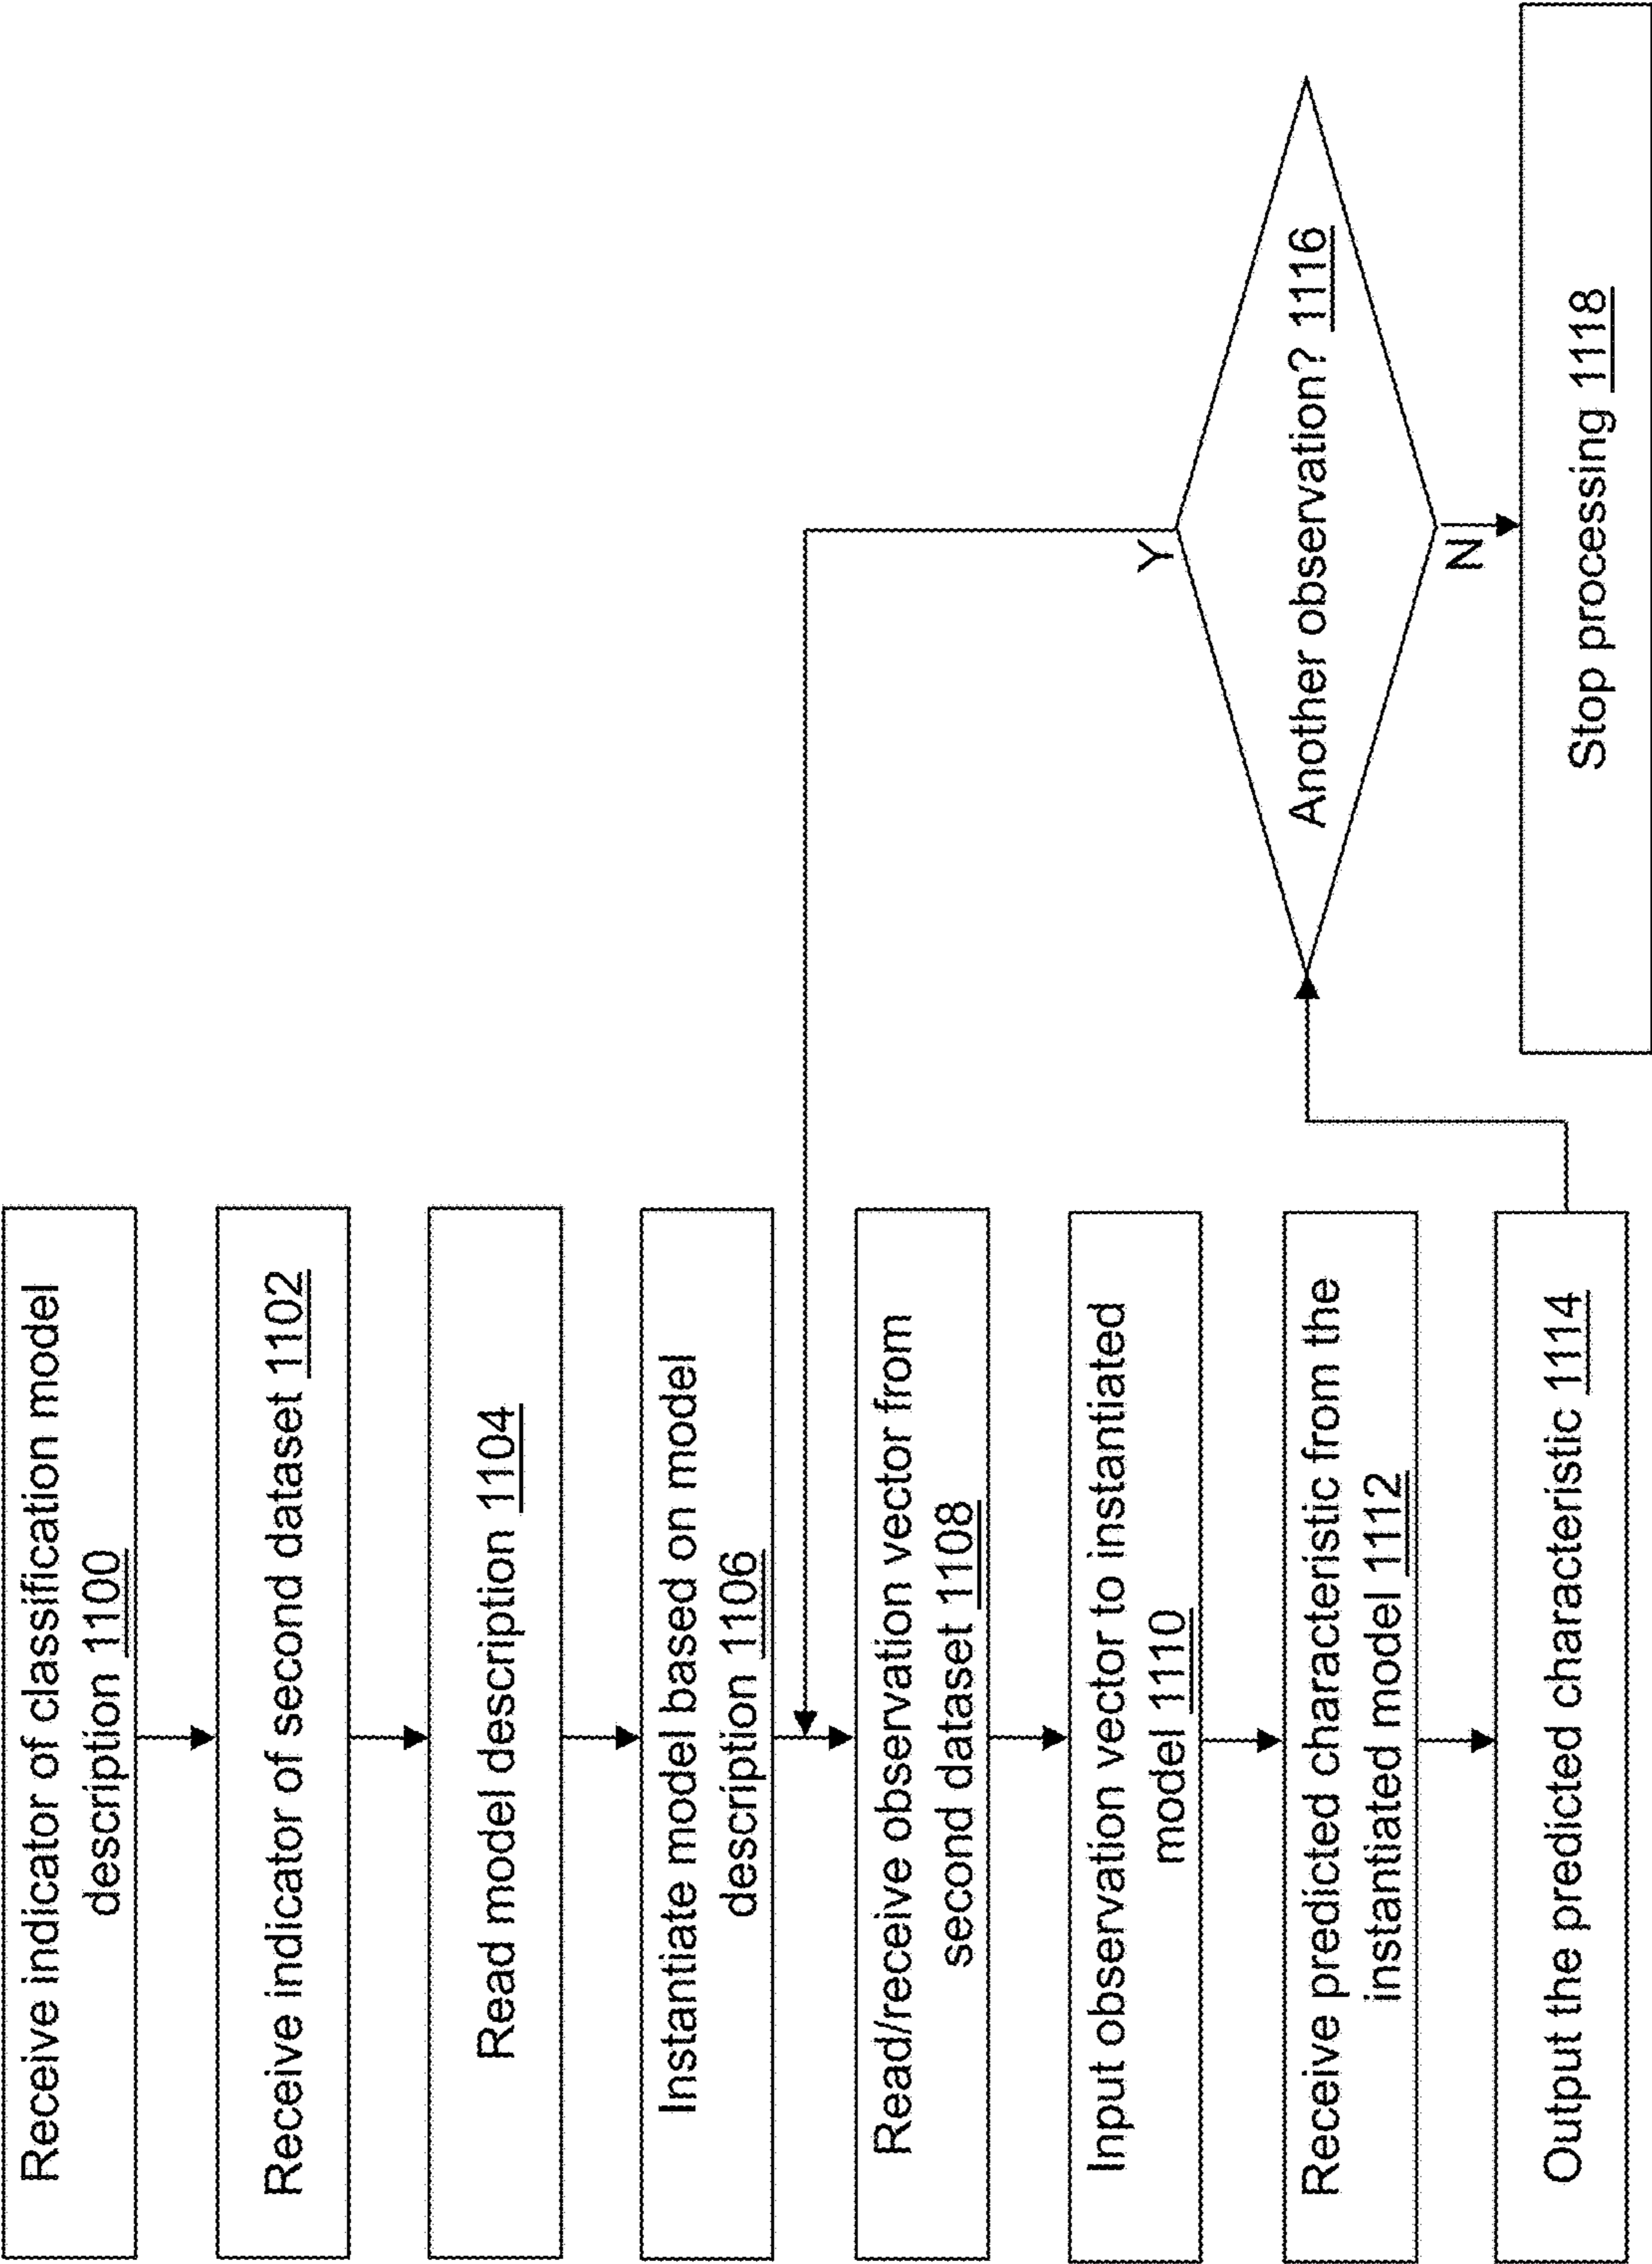 Receive indicator of classification model
description 1100
Receive indicator of second dataset 1102
Read model description 1104
Instantiate model based on model
description 1106
Read/receive observation vector from
second dataset 1108
Input observation vector to instantiated
model 1110
Receive predicted characteristic from the
instantiated model 1112
Output the predicted characteristic 1114
Y
Another observation? 1116
N
Stop processing 1118